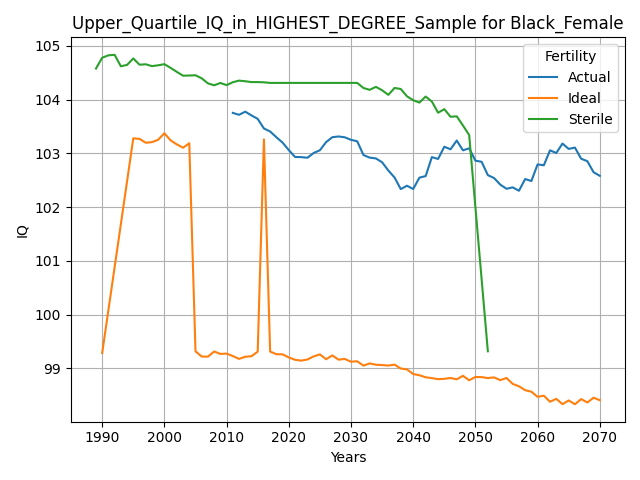 Upper_Quartile_IQ_in_HIGHEST_DEGREE_Sample for Black_Female
Fertility
Actual
Ideal
Sterile
IQ
105
104
103
102
101
100
99
1990 2000 2010 2020 2030 2040 2050 2060 2070
Years